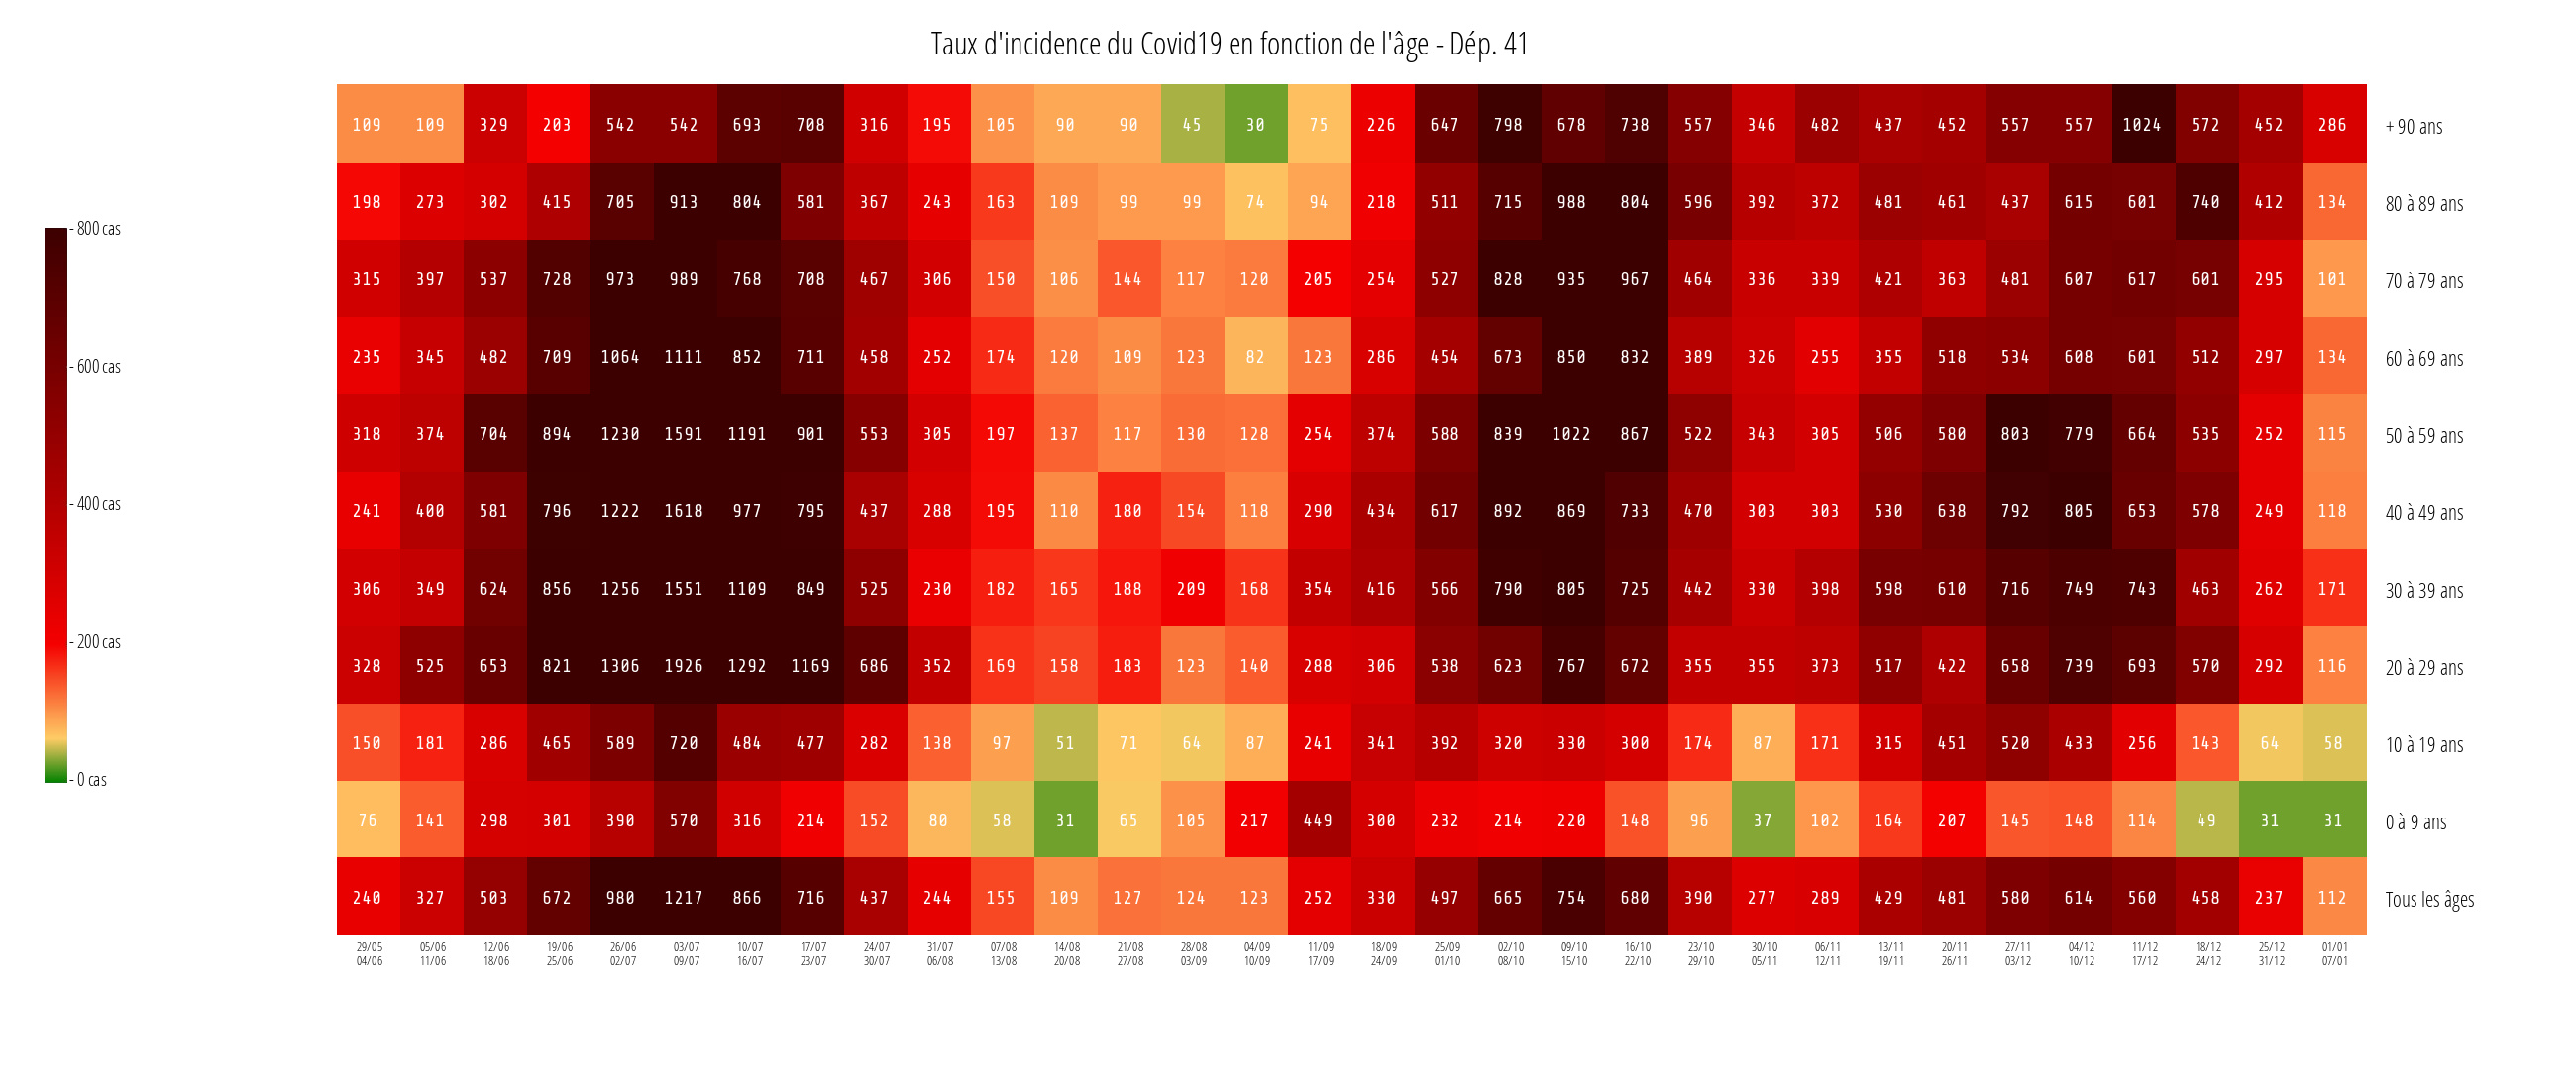 Taux d'incidence du Covid19 en fonction de l'âge - Dép. 41
109 109 329 203 542 542 693 708 316 195 105 90 90 45 30 75 226 647 798 678 738 557 346 482 437 452 557 557 1024 572 452 286 + 90 ans
198 273 302 415 705 913 804 581 367 243 163 109 99 99 74 94 218 511 715 988 804 596 392 372 481 461 437 615 601 740 412 134 80 à 89 ans
- 800 cas
315 397 537 728 973 989 768 708 467 306 150 106 144 117 120 205 254 527 828 935 967 464 336 339 421 363 481 607 617 601 295 101 70 à 79 ans
235 345 482 709 1064 1111 852 711 458 252 174 120 109 123 82 123 286 454 673 850 832 389 326 255 355 518 534 608 601 512 297 134 60 à 69 ans
- 600 cas
318 374 704 894 1230 1591 1191 901 553 305 197 137 117 130 128 254 374 588 839 1022 867 522 343 305 506 580 803 779 664 535 252 115 50 à 59 ans
- 400 cas
241 400 581 796 1222 1618 977 795 437 288 195 110 180 154 118 290 434 617 892 869 733 470 303 303 530 638 792 805 653 578 249 118 40 à 49 ans
306 349 624 856 1256 1551 1109 849 525 230 182 165 188 209 168 354 416 566 790 805 725 442 330 398 598 610 716 749 743 463 262 171 30 à 39 ans
- 200 cas
328 525 653 821 1306 1926 1292 1169 686 352 169 158 183 123 140 288 306 538 623 767 672 355 355 373 517 422 658 739 693 570 292 116 20 à 29 ans
150 181 286 465 589 720 484 477 282 138 97 51 71 64 87 241 341 392 320 330 300 174 87 171 315 451 520 433 256 143 64 58 10 à 19 ans
- 0 cas
76 141 298 301 390 570 316 214 152 80 58 31 65 105 217 449 300 232 214 220 148 96 37 102 164 207 145 148 114 49 31 31 0 à 9 ans
240 327 503 672 980 1217 866 716 437 244 155 109 127 124 123 252 330 497 665 754 680 390 277 289 429 481 580 614 560 458 237 112 Tous les âges
29/05 05/06 12/06 19/06 26/06 03/07 10/07 17/07 24/07 31/07 07/08 14/08 21/08 28/08 04/09 11/09 18/09 25/09 02/10 09/10 16/10 23/10 30/10 06/11 13/11 20/11 27/11 04/12 11/12 18/12 25/12 01/01
04/06 11/06 18/06 25/06 02/07 09/07 16/07 23/07 30/07 06/08 13/08 20/08 27/08 03/09 10/09 17/09 24/09 01/10 08/10 15/10 22/10 29/10 05/11 12/11 19/11 26/11 03/12 10/12 17/12 24/12 31/12 07/01